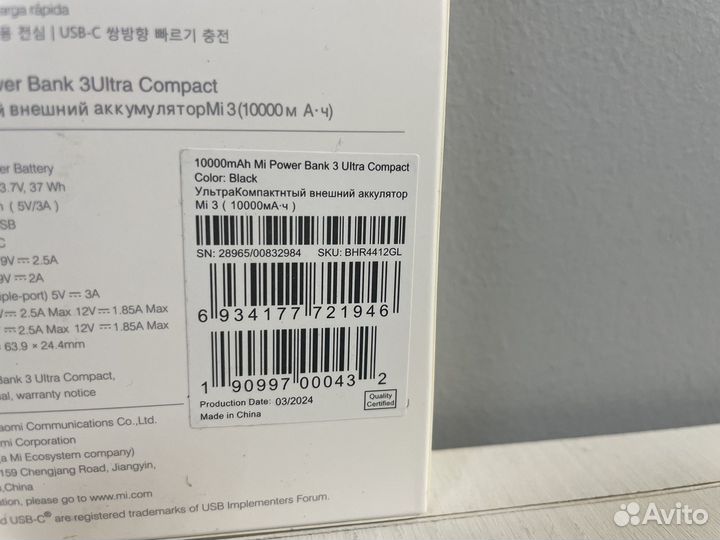 arga rápida
용 전심 | USB-C 쌍방향 빠르기 충전
wer Bank 3Ultra Compact
й внешний аккумуляторMi 3(10000м А·ч)
er Battery
3.7V, 37 Wh
h ( 5V/3A )
SB
C
9V⎓2.5A
9V⎓2A
iple-port) 5V⎓3A
V⎓2.5A Max 12V⎓1.85A Max
⎓2.5A Max 12V⎓1.85A Max
× 63.9 × 24.4mm
Bank 3 Ultra Compact,
al, warranty notice
aomi Communications Co.,Ltd.
mi Corporation
(a Mi Ecosystem company)
159 Chengjang Road, Jiangyin,
,China
ation, please go to www.mi.com
d USB-C® are registered trademarks of USB Implementers Forum.
10000mAh Mi Power Bank 3 Ultra Compact
Color: Black
УльтраКомпактнтый внешний аккулятор
Mi 3 ( 10000мА·ч )
SN: 28965/00832984 SKU: BHR4412GL
6 934177 721946
1 90997 00043 2
Production Date: 03/2024
Made in China
Quality
Certified
Avito